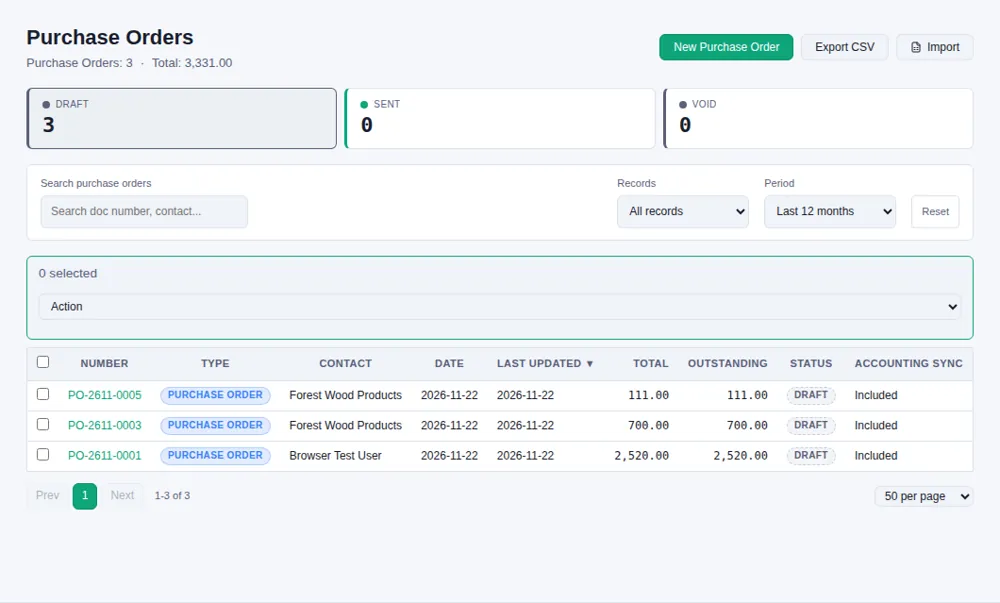 Purchase Orders
Purchase Orders: 3 · Total: 3,331.00
New Purchase Order
Export CSV
Import
DRAFT
3
SENT
0
VOID
0
Search purchase orders
Search doc number, contact...
Records
All records
Period
Last 12 months
Reset
0 selected
Action
NUMBER TYPE CONTACT DATE LAST UPDATED ▼ TOTAL OUTSTANDING STATUS ACCOUNTING SYNC
PO-2611-0005 PURCHASE ORDER Forest Wood Products 2026-11-22 2026-11-22 111.00 111.00 DRAFT Included
PO-2611-0003 PURCHASE ORDER Forest Wood Products 2026-11-22 2026-11-22 700.00 700.00 DRAFT Included
PO-2611-0001 PURCHASE ORDER Browser Test User 2026-11-22 2026-11-22 2,520.00 2,520.00 DRAFT Included
Prev 1 Next 1-3 of 3
50 per page